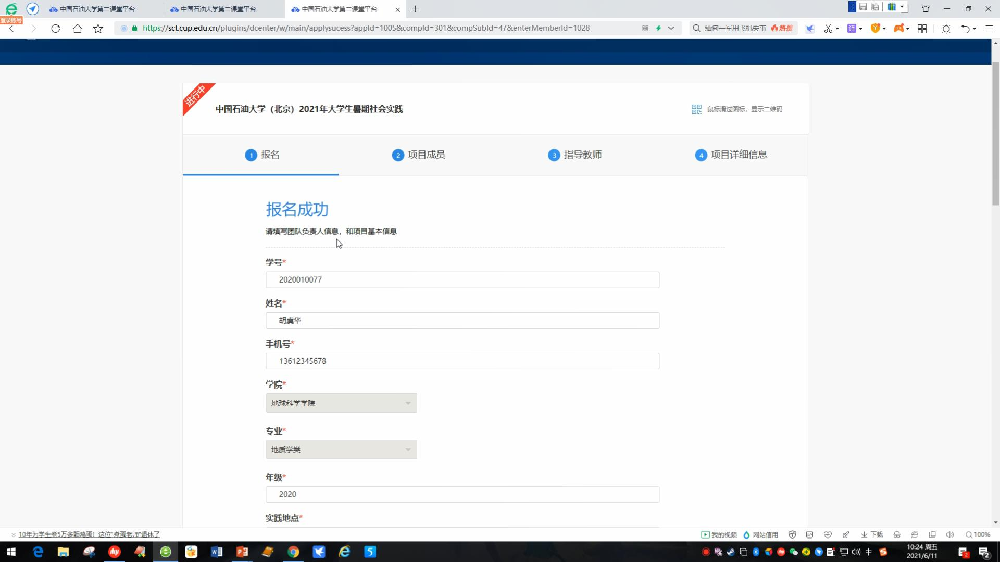 中国石油大学第二课堂平台
中国石油大学第二课堂平台
中国石油大学第二课堂平台
登录账号
https://sct.cup.edu.cn/plugins/dcenter/w/main/applysucess?appId=1005&compId=301&compSubId=47&enterMemberId=1028
缅甸一军用飞机失事
热搜
译
进行中
中国石油大学（北京）2021年大学生暑期社会实践
鼠标滑过图标，显示二维码
1 报名
2 项目成员
3 指导教师
4 项目详细信息
报名成功
请填写团队负责人信息，和项目基本信息
学号*
2020010077
姓名*
胡虞华
手机号*
13612345678
学院*
地球科学学院
专业*
地质学类
年级*
2020
实践地点*
10年为学生煮5万多颗鸡蛋！这位“煮蛋老师”退休了
我的视频
网站信用
下载
100%
中
10:24 周五
2021/6/11
2
2